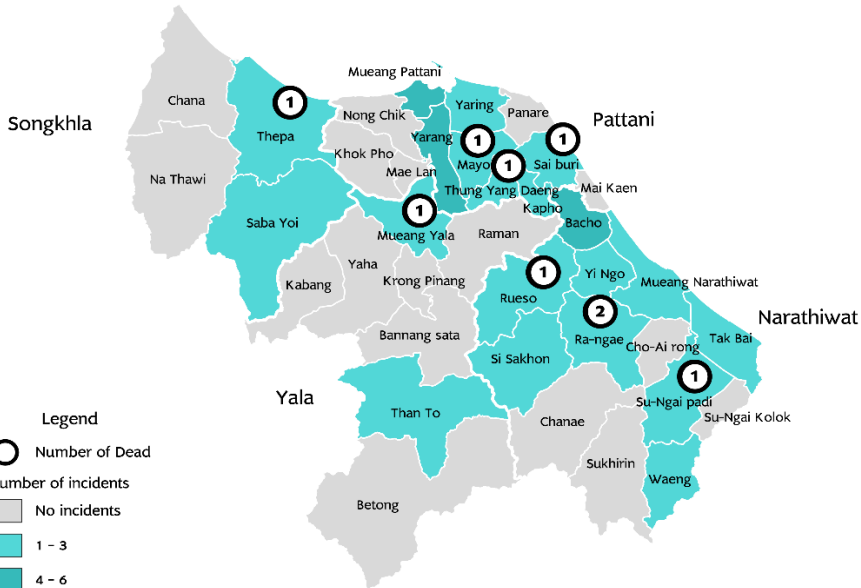 Mueang Pattani
Chana
1
Yaring
Panare
Songkhla
Nong Chik
Pattani
Thepa
Yarang
1
1
Khok Pho
Mayo
1
Sai buri
Na Thawi
Mae Lan
Thung Yang Daeng
Mai Kaen
1
Kapho
Saba Yoi
Mueang Yala
Raman
Bacho
Yaha
1
Yi Ngo
Kabang
Krong Pinang
Mueang Narathiwat
Rueso
2
Narathiwat
Bannang sata
Ra-ngae
Cho-Ai rong
Tak Bai
Si Sakhon
1
Yala
Su-Ngai padi
Than To
Su-Ngai Kolok
Chanae
Sukhirin
Waeng
Betong
Legend
Number of Dead
umber of incidents
No incidents
1 - 3
4 - 6